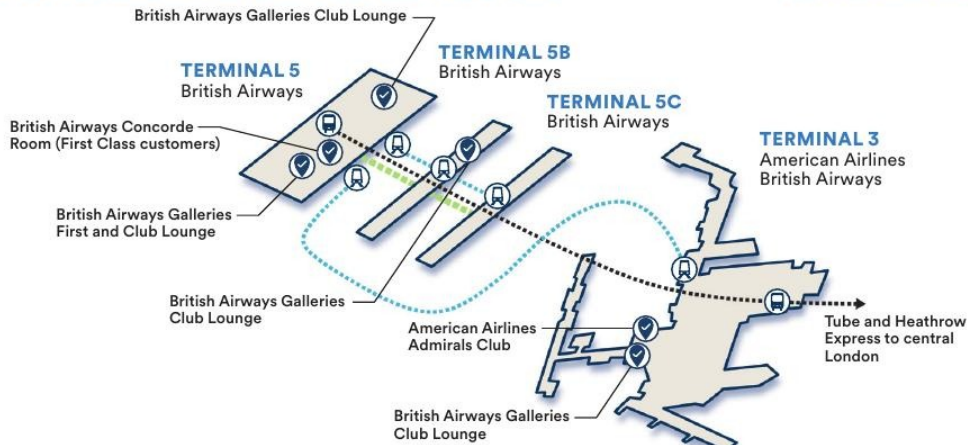 British Airways Galleries Club Lounge
TERMINAL 5
British Airways
TERMINAL 5B
British Airways
TERMINAL 5C
British Airways
TERMINAL 3
American Airlines
British Airways
British Airways Concorde
Room (First Class customers)
British Airways Galleries
First and Club Lounge
British Airways Galleries
Club Lounge
American Airlines
Admirals Club
British Airways Galleries
Club Lounge
Tube and Heathrow
Express to central
London